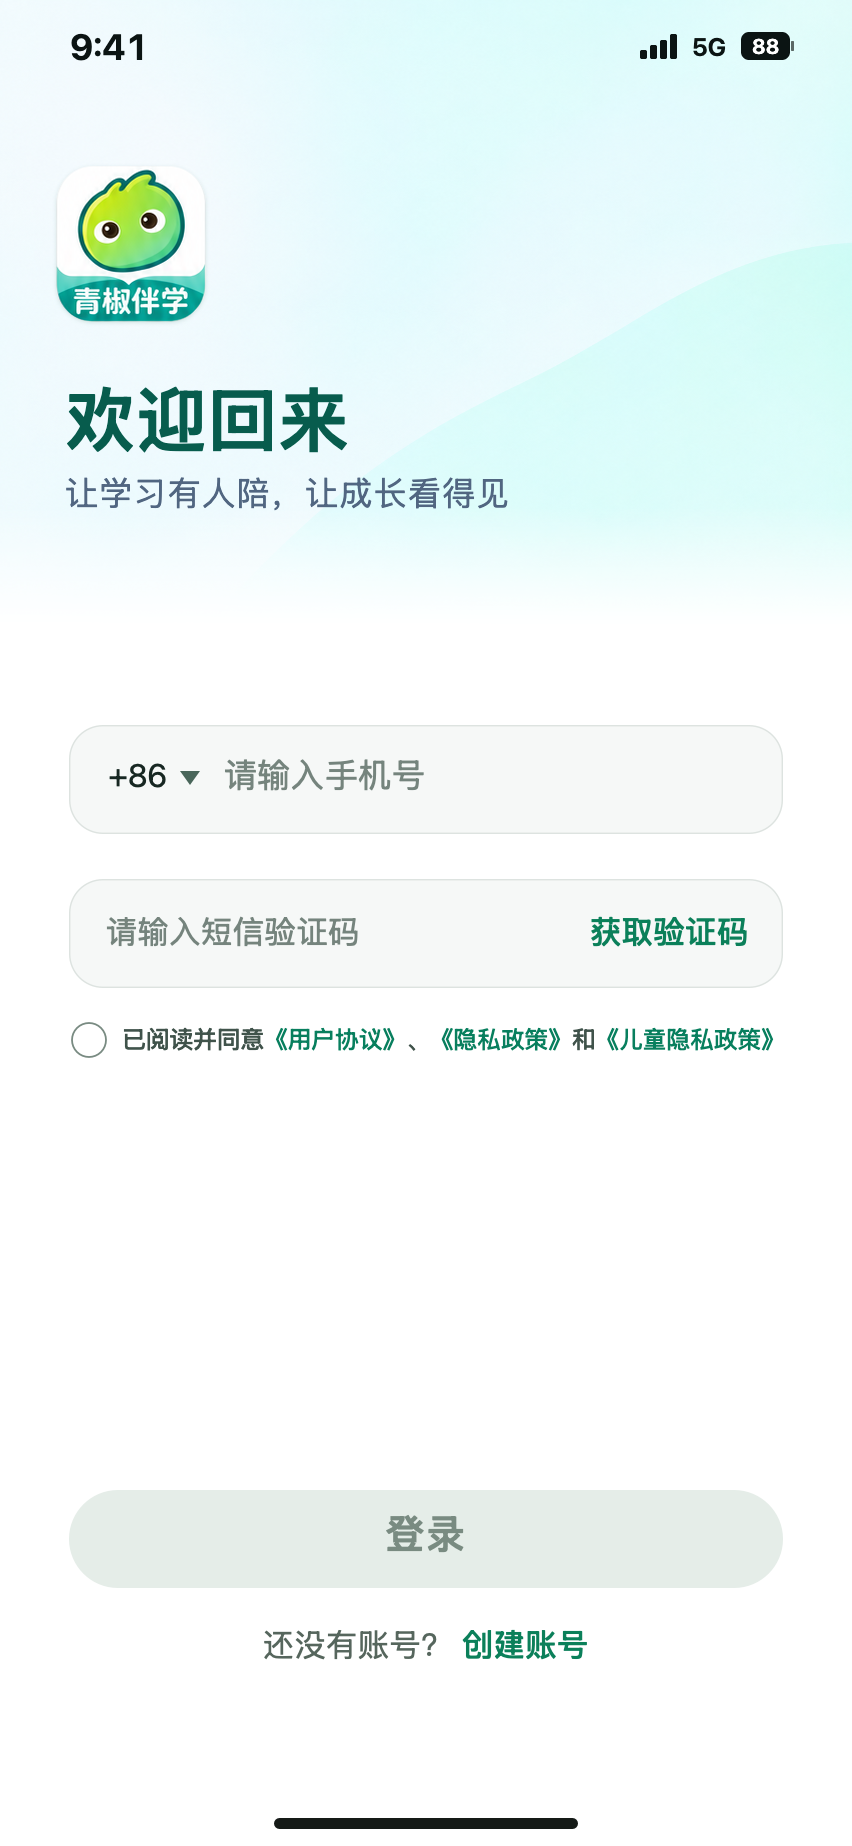 9:41
5G
88
青椒伴学
欢迎回来
让学习有人陪，让成长看得见
+86 请输入手机号
请输入短信验证码 获取验证码
已阅读并同意《用户协议》、《隐私政策》和《儿童隐私政策》
登录
还没有账号？ 创建账号